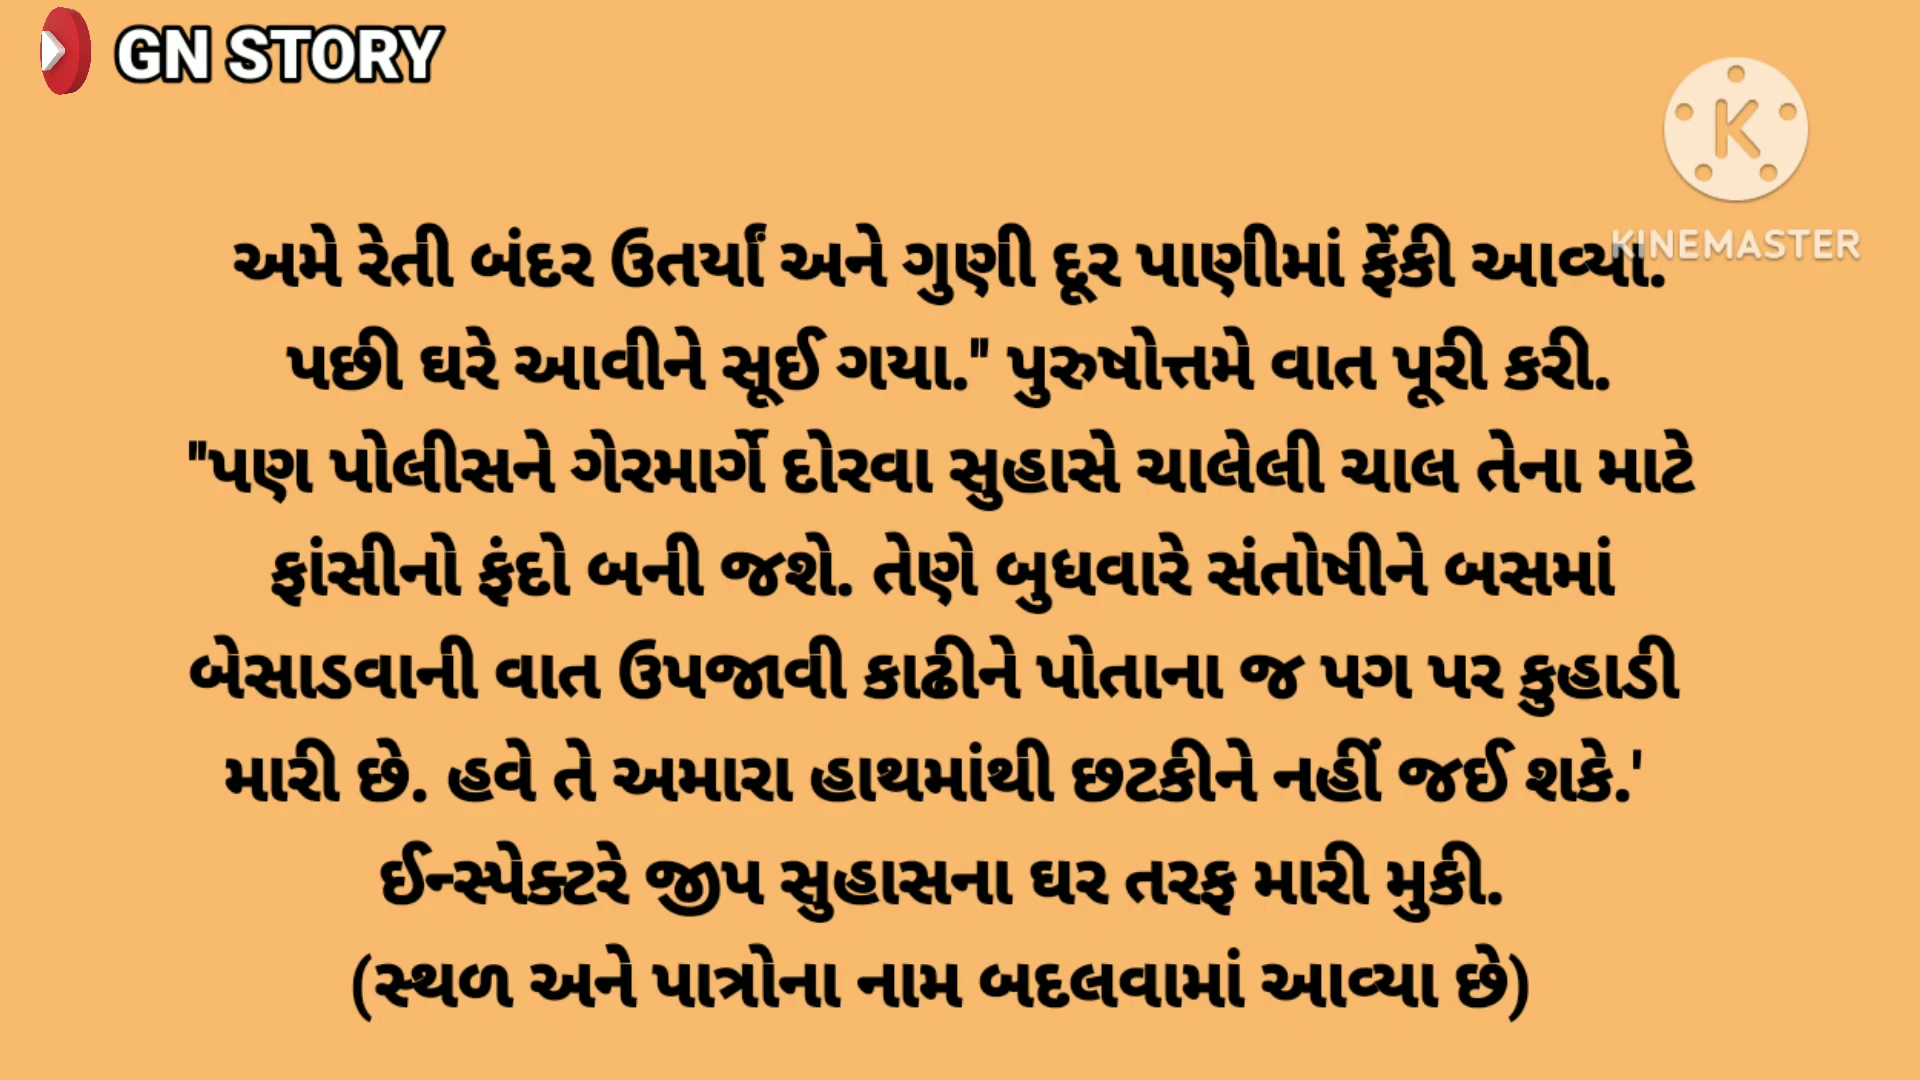 GN STORY
KINEMASTER
અમે રેતી બંદર ઉતર્યાં અને ગુણી દૂર પાણીમાં ફેંકી આવ્યા.
પછી ઘરે આવીને સૂઈ ગયા." પુરુષોત્તમે વાત પૂરી કરી.
"પણ પોલીસને ગેરમાર્ગે દોરવા સુહાસે ચાલેલી ચાલ તેના માટે
ફાંસીનો ફંદો બની જશે. તેણે બુધવારે સંતોષીને બસમાં
બેસાડવાની વાત ઉપજાવી કાઢીને પોતાના જ પગ પર કુહાડી
મારી છે. હવે તે અમારા હાથમાંથી છટકીને નહીં જઈ શકે.'
ઈન્સ્પેક્ટરે જીપ સુહાસના ઘર તરફ મારી મુકી.
(સ્થળ અને પાત્રોના નામ બદલવામાં આવ્યા છે)